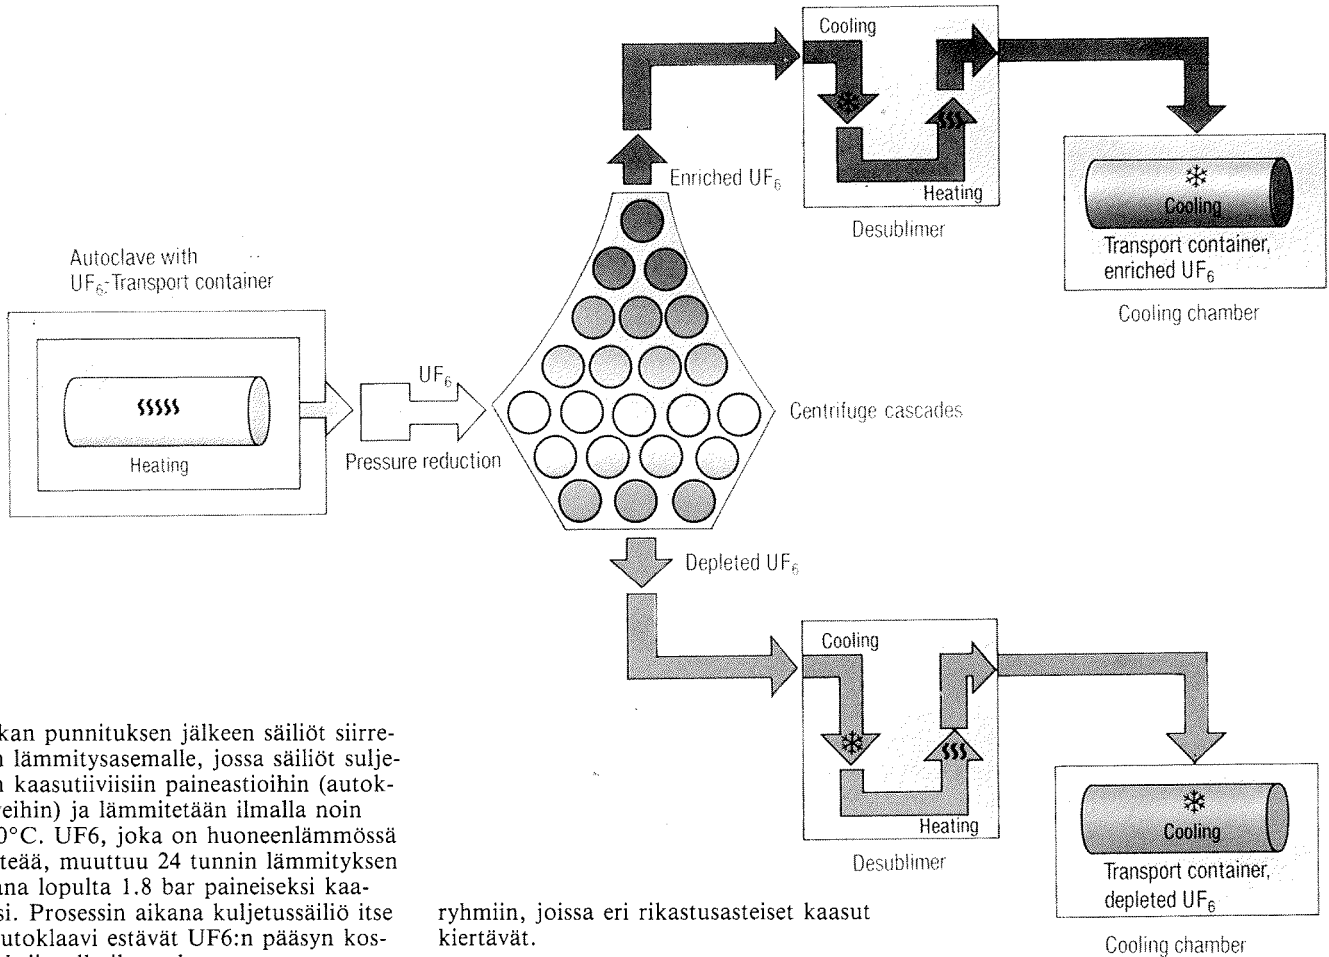 Cooling
Enriched UF₆
Heating
Desublimer
Cooling
Transport container,
enriched UF₆
Cooling chamber
Autoclave with
UF₆-Transport container
Heating
UF₆
Pressure reduction
Centrifuge cascades
Depleted UF₆
Cooling
Heating
Desublimer
Cooling
Transport container,
depleted UF₆
Cooling chamber
kan punnituksen jälkeen säiliöt siirre-
lämmitysasemalle, jossa säiliöt sulje-
kaasutiiviisiin paineastioihin (autok-
eihin) ja lämmitetään ilmalla noin
0°C. UF6, joka on huoneenlämmössä
teää, muuttuu 24 tunnin lämmityksen
ana lopulta 1.8 bar paineiseksi kaa-
si. Prosessin aikana kuljetussäiliö itse
utoklaavi estävät UF6:n pääsyn kos-
ryhmiin, joissa eri rikastusasteiset kaasut
kiertävät.